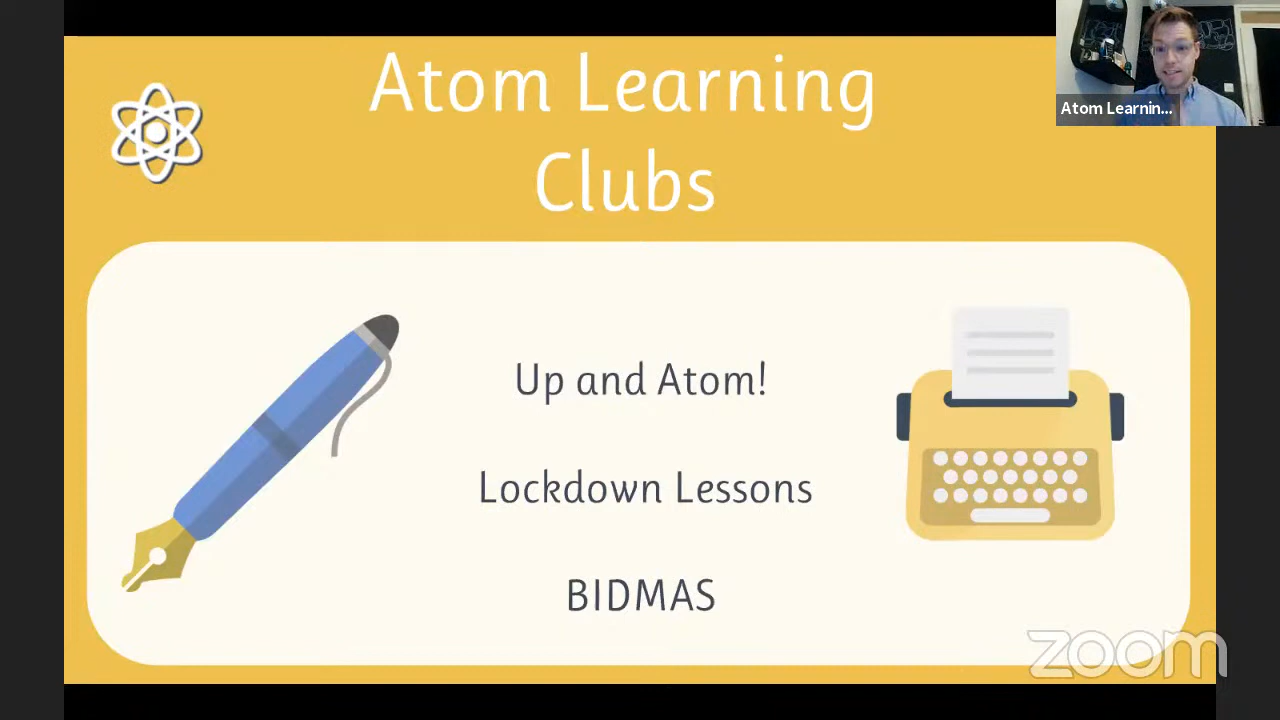 Atom Learning
Clubs
Atom Learnin...
Up and Atom!
Lockdown Lessons
BIDMAS
zoom